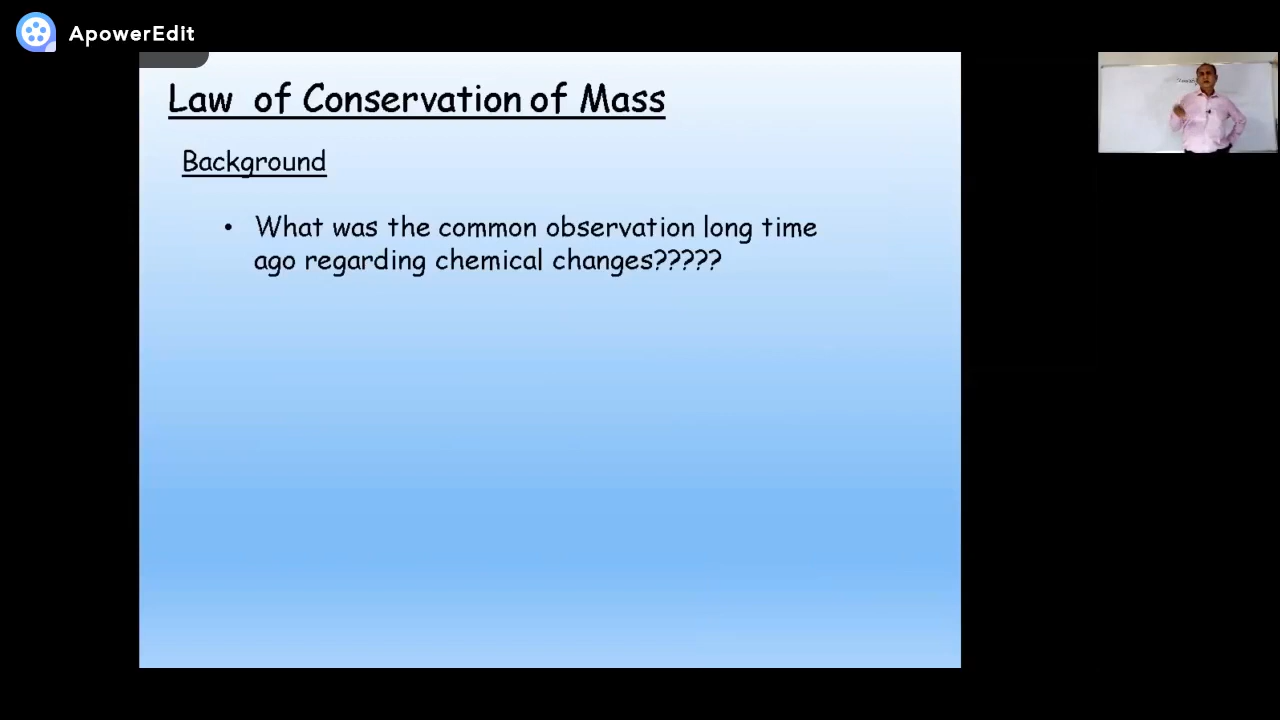 ApowerEdit
Law of Conservation of Mass
Background
• What was the common observation long time
ago regarding chemical changes?????